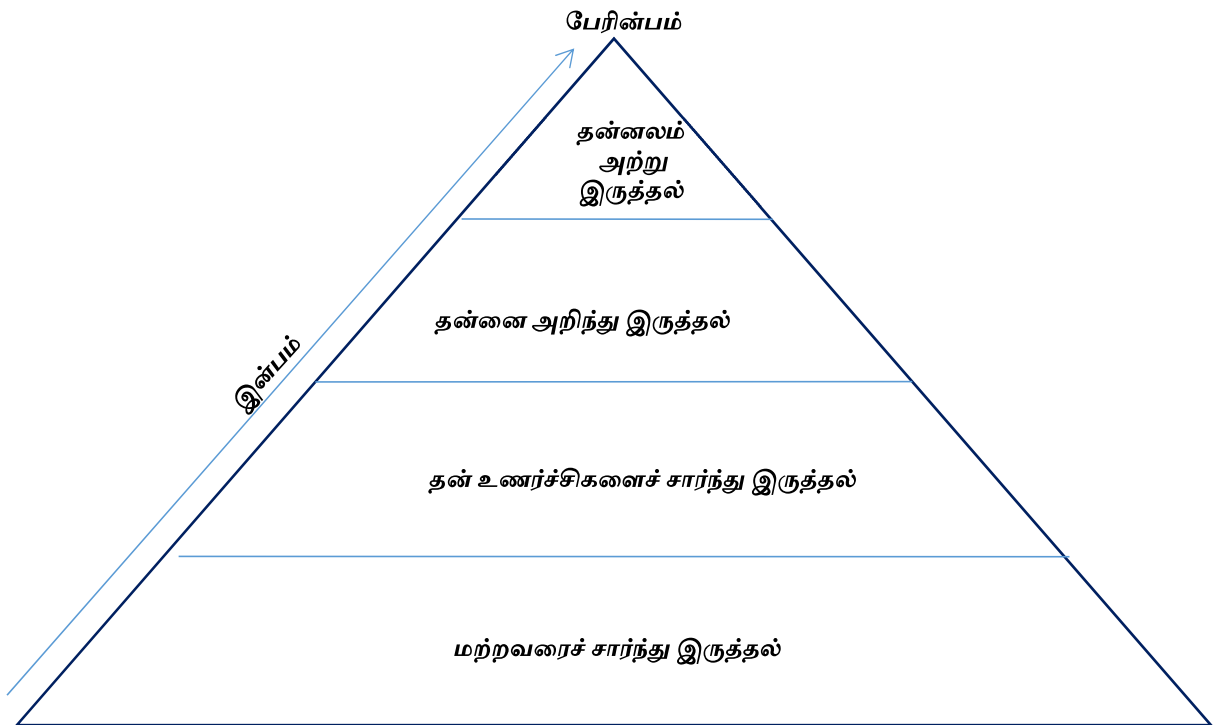 பேரின்பம்
தன்னலம்
அற்று
இருத்தல்
தன்னை அறிந்து இருத்தல்
இன்பம்
தன் உணர்ச்சிகளைச் சார்ந்து இருத்தல்
மற்றவரைச் சார்ந்து இருத்தல்